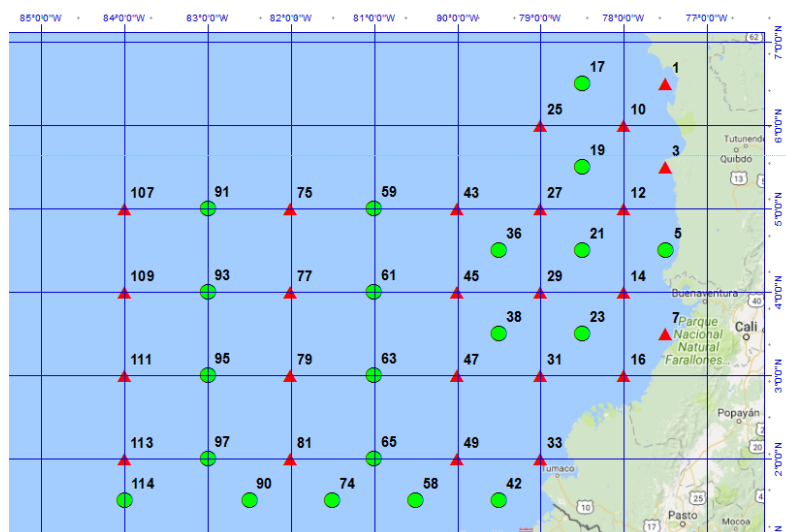 85°0'0"W 84°0'0"W 83°0'0"W 82°0'0"W 81°0'0"W 80°0'0"W 79°0'0"W 78°0'0"W 77°0'0"W
7°0'0"N
62
17 1
25 10
6°0'0"N
19 3
Tutunendo
Quibdó
13
107 91 75 59 43 27 12
5°0'0"N
36 21 5
109 93 77 61 45 29 14
4°0'0"N
Buenaventura
40
38 23 7
Parque
Nacional
Natural
Farallones...
Cali
111 95 79 63 47 31 16
3°0'0"N
Popayán
113 97 81 65 49 33
2°0'0"N
Tumaco
114 90 74 58 42
10
25
Pasto
17
Mocoa